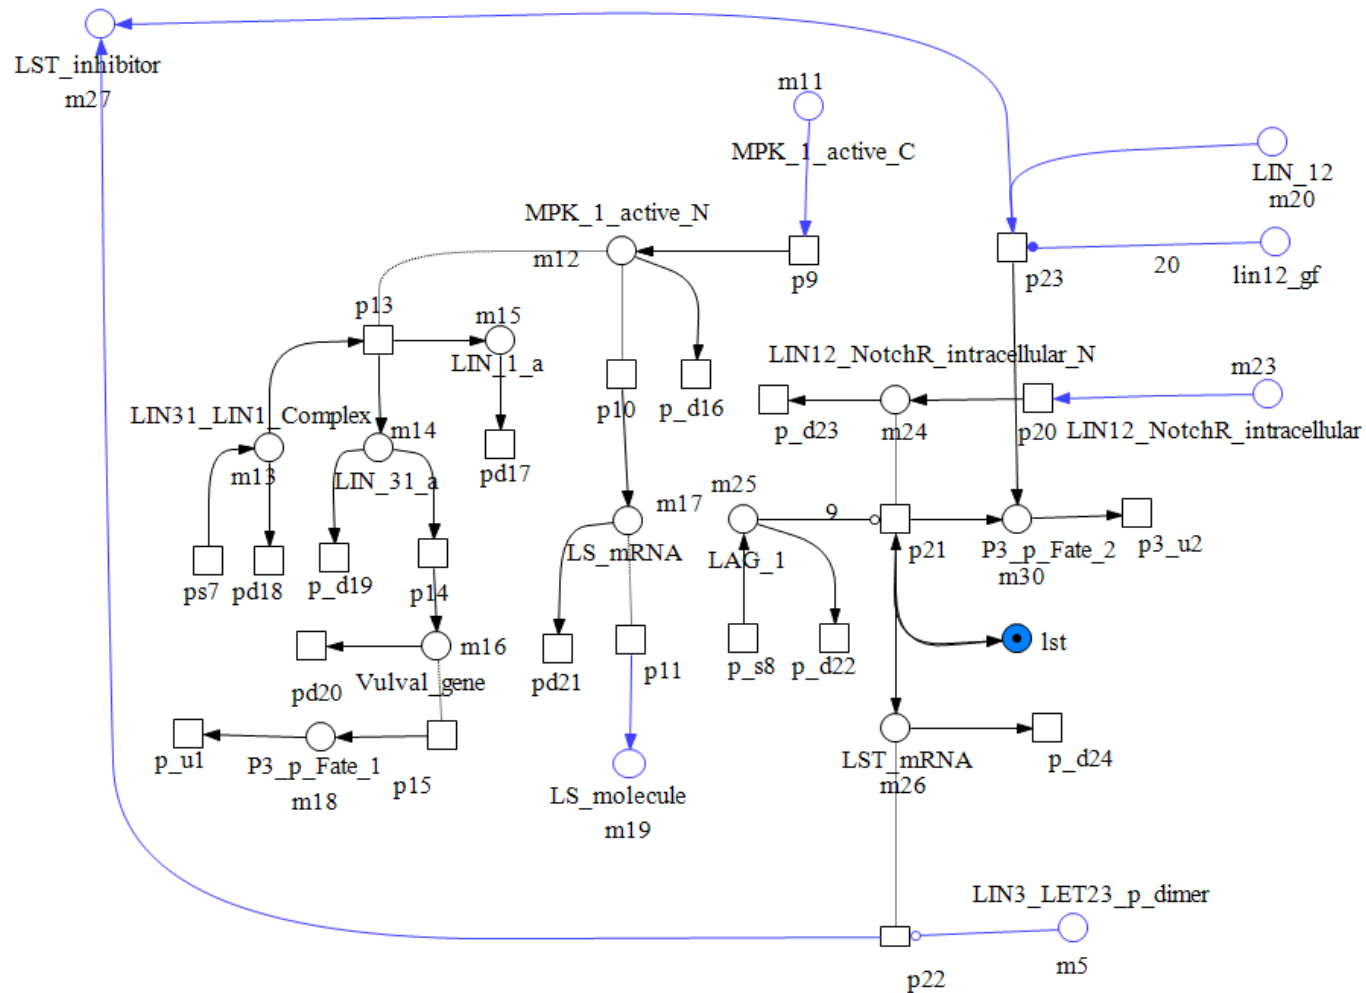 LST_inhibitor
m27
m11
MPK_1_active_C
LIN_12
m20
MPK_1_active_N
m12
p9
p23
20
lin12_gf
p13
m15
LIN_1_a
LIN12_NotchR_intracellular_N
m23
p10
p_d16
p_d23
m24
p20
LIN12_NotchR_intracellular
LIN31_LIN1_Complex
m14
m13
LIN_31_a
pd17
m25
m17
9
LS_mRNA
LAG_1
p21
P3_p_Fate_2
m30
p3_u2
ps7
pd18
p_d19
p14
m16
lst
p11
p_s8
p_d22
pd21
pd20
Vulval_gene
p_u1
P3_p_Fate_1
m18
p15
LST_mRNA
m26
p_d24
LS_molecule
m19
LIN3_LET23_p_dimer
p22
m5